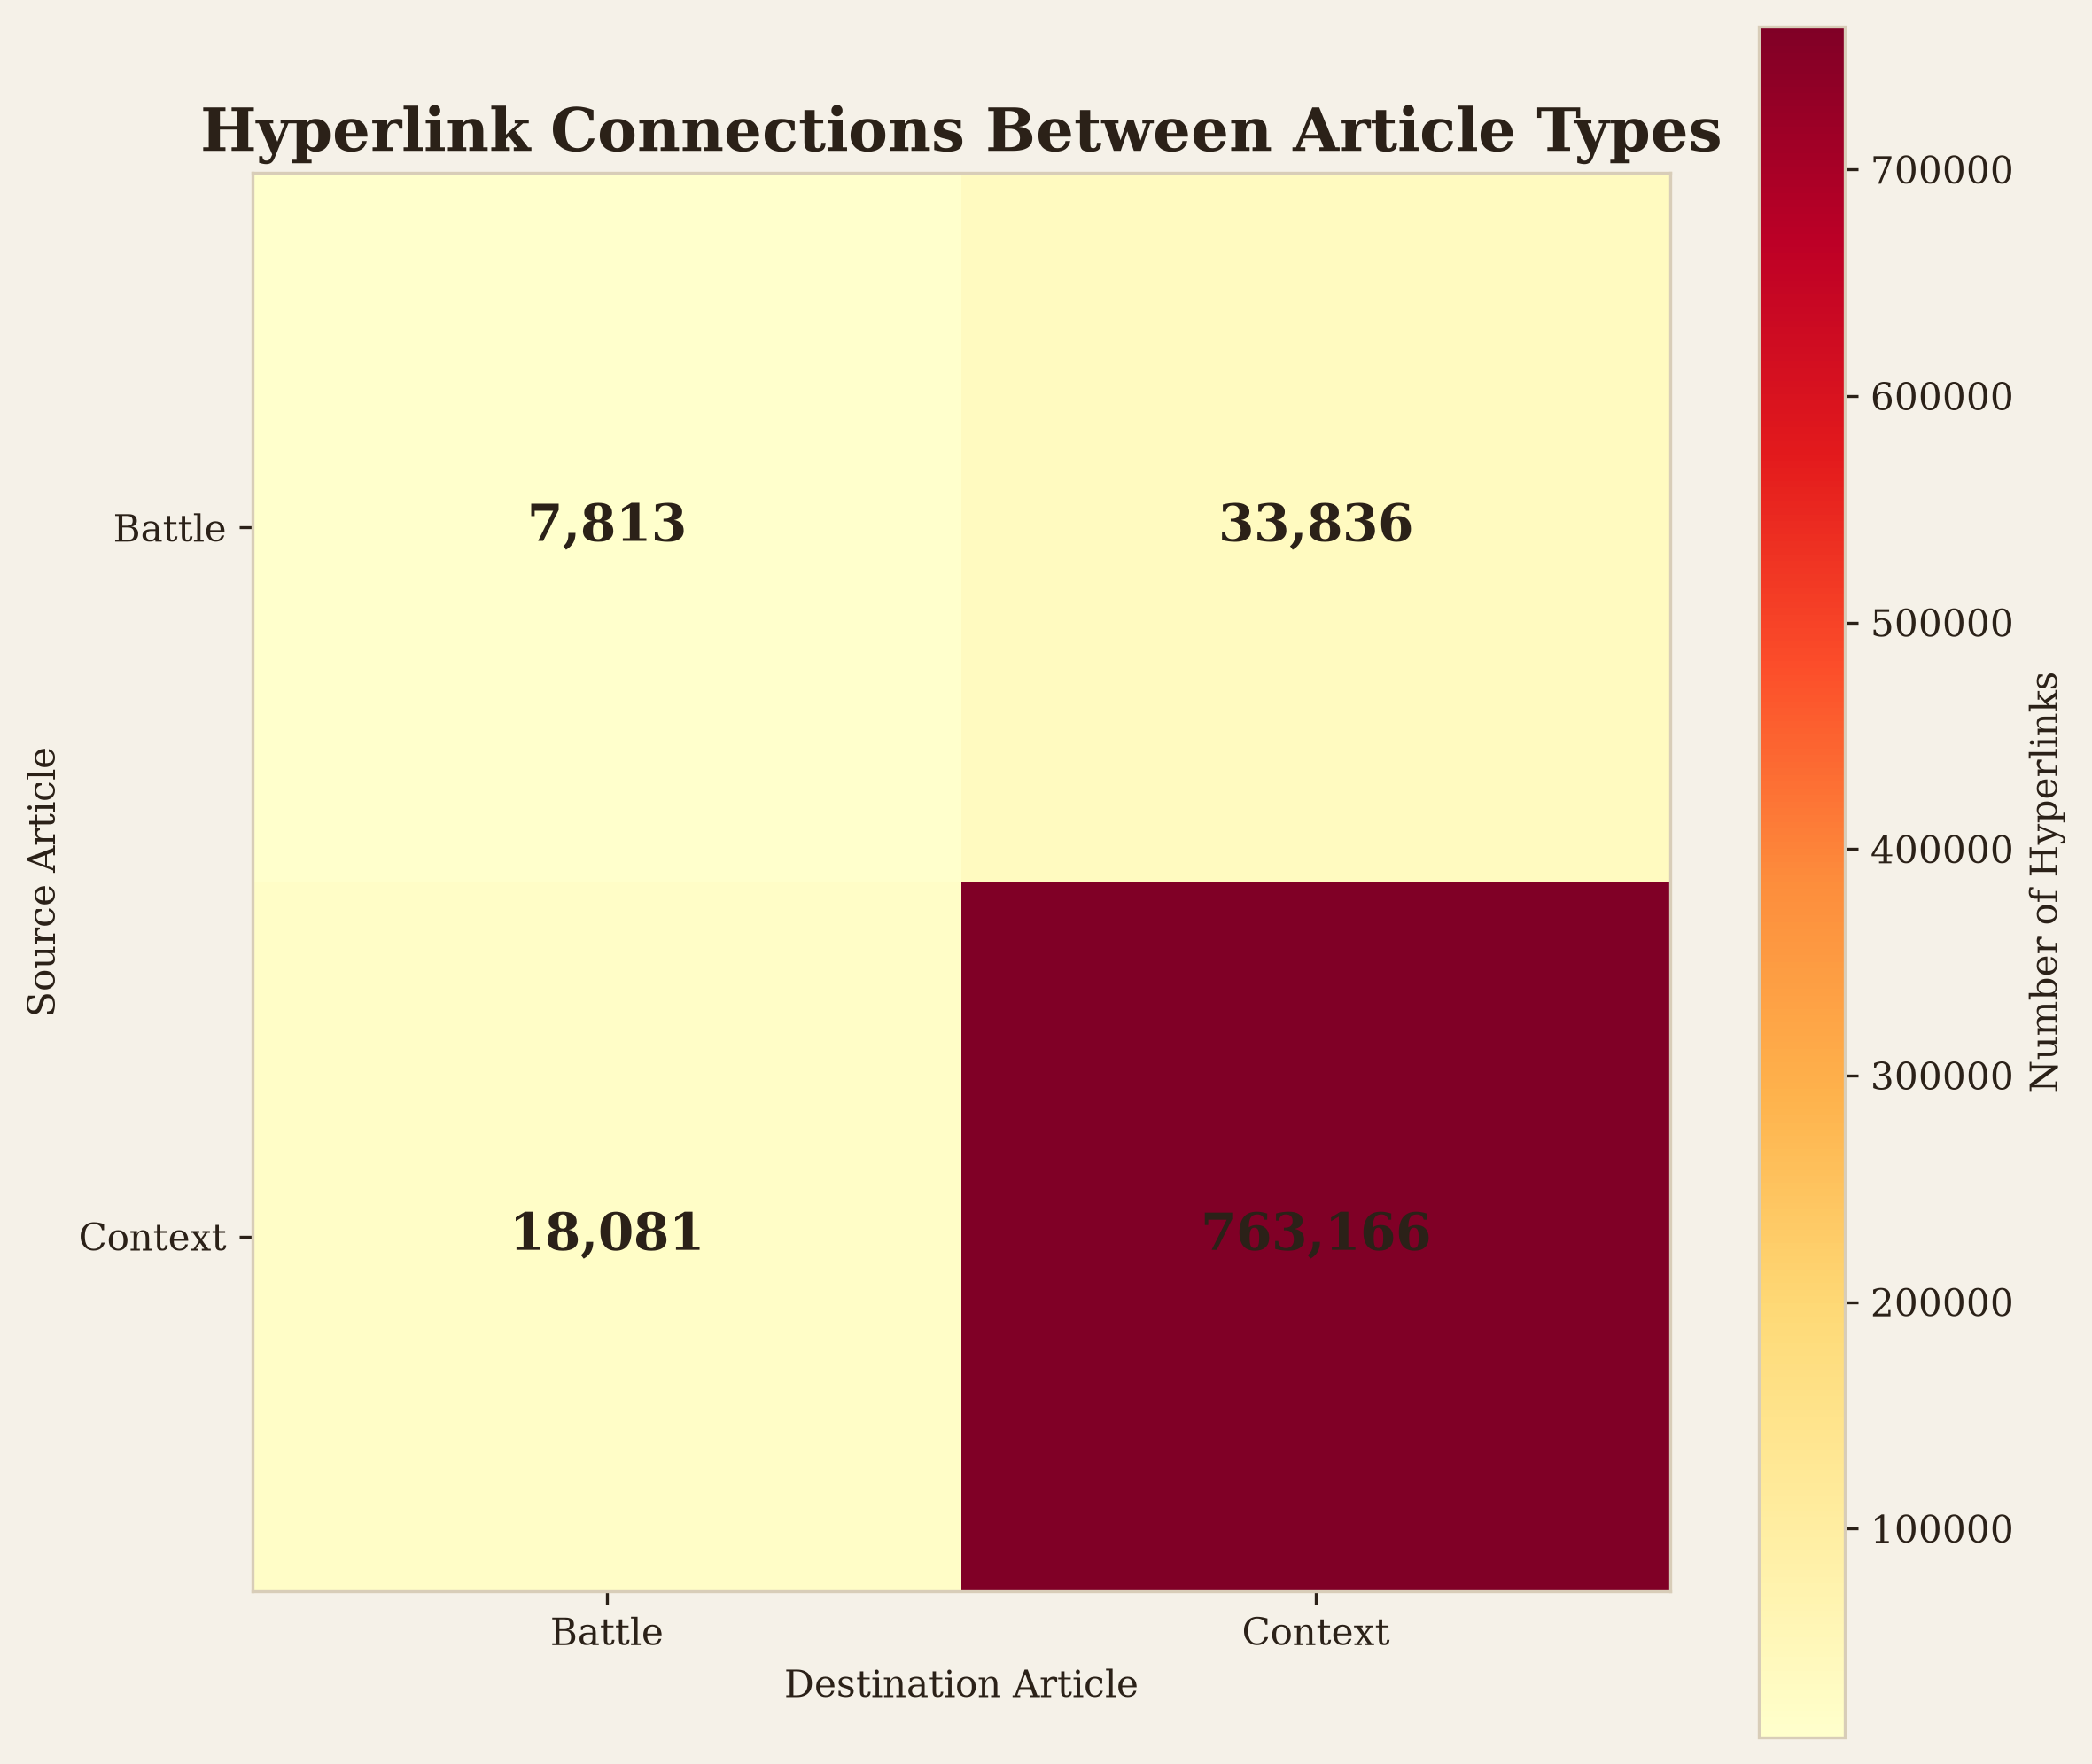 Hyperlink Connections Between Article Types
Source Article
Battle
7,813
33,836
Context
18,081
763,166
Battle
Context
Destination Article
700000
600000
500000
400000
300000
200000
100000
Number of Hyperlinks